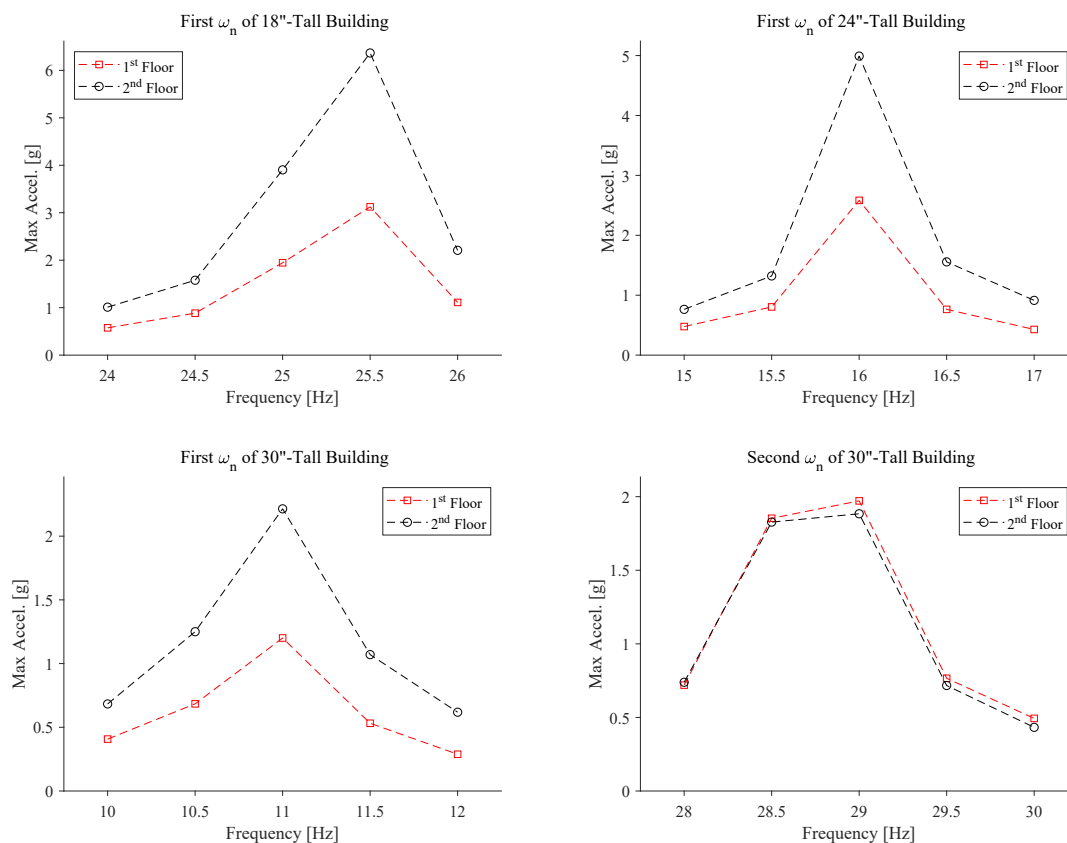 First ωn of 18"-Tall Building
1st Floor
2nd Floor
Max Accel. [g]
6
5
4
3
2
1
0
24 24.5 25 25.5 26
Frequency [Hz]
First ωn of 24"-Tall Building
1st Floor
2nd Floor
Max Accel. [g]
5
4
3
2
1
0
15 15.5 16 16.5 17
Frequency [Hz]
First ωn of 30"-Tall Building
1st Floor
2nd Floor
Max Accel. [g]
2
1.5
1
0.5
0
10 10.5 11 11.5 12
Frequency [Hz]
Second ωn of 30"-Tall Building
1st Floor
2nd Floor
Max Accel. [g]
2
1.5
1
0.5
0
28 28.5 29 29.5 30
Frequency [Hz]